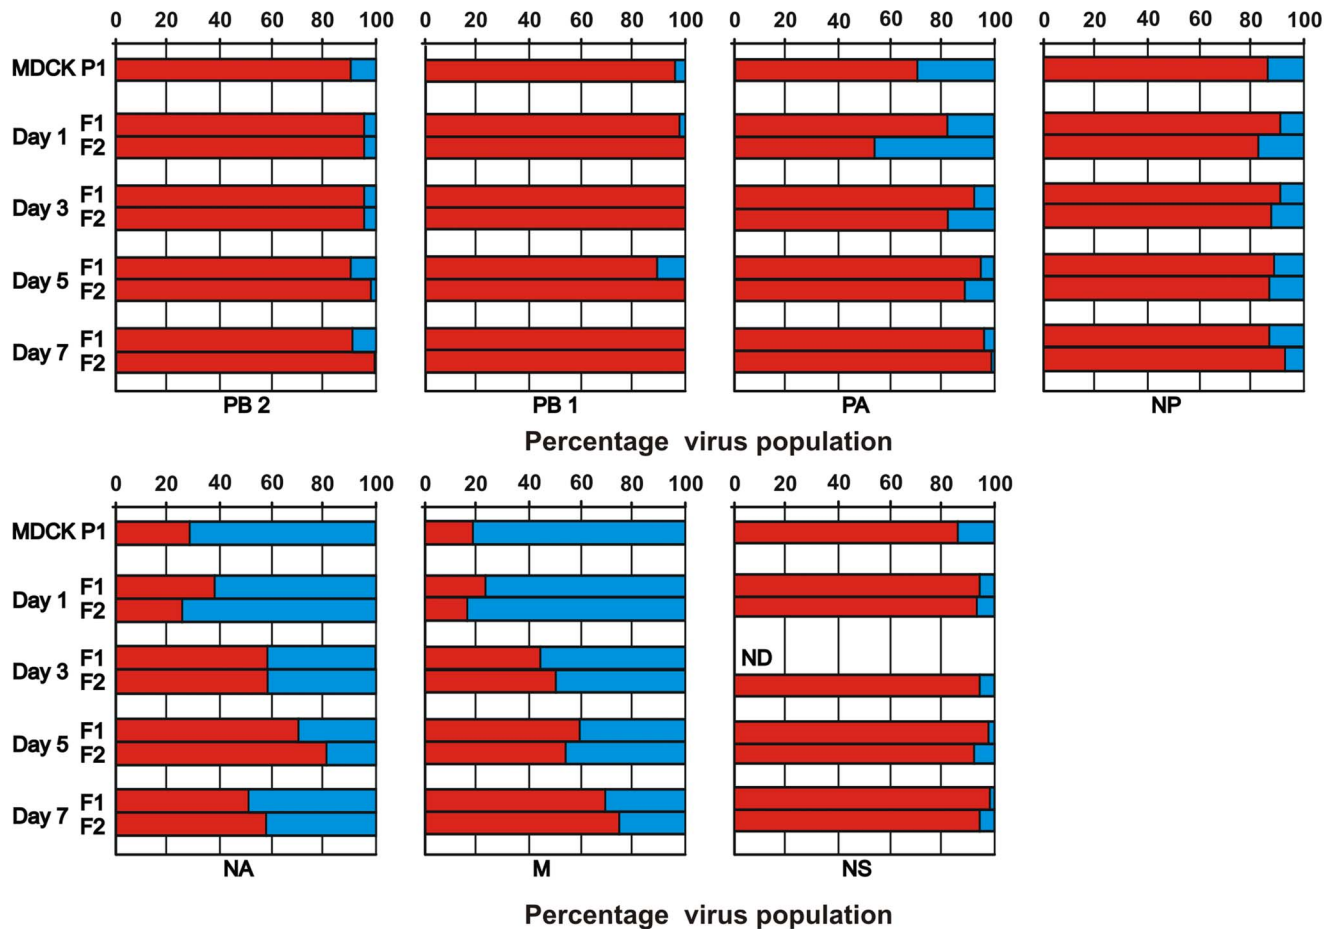 0 20 40 60 80 100 0 20 40 60 80 100 0 20 40 60 80 100 0 20 40 60 80 100
MDCK P1
Day 1 F1
F2
Day 3 F1
F2
Day 5 F1
F2
Day 7 F1
F2
PB 2 PB 1 PA NP
Percentage virus population
0 20 40 60 80 100 0 20 40 60 80 100 0 20 40 60 80 100
MDCK P1
Day 1 F1
F2
Day 3 F1
F2
ND
Day 5 F1
F2
Day 7 F1
F2
NA M NS
Percentage virus population